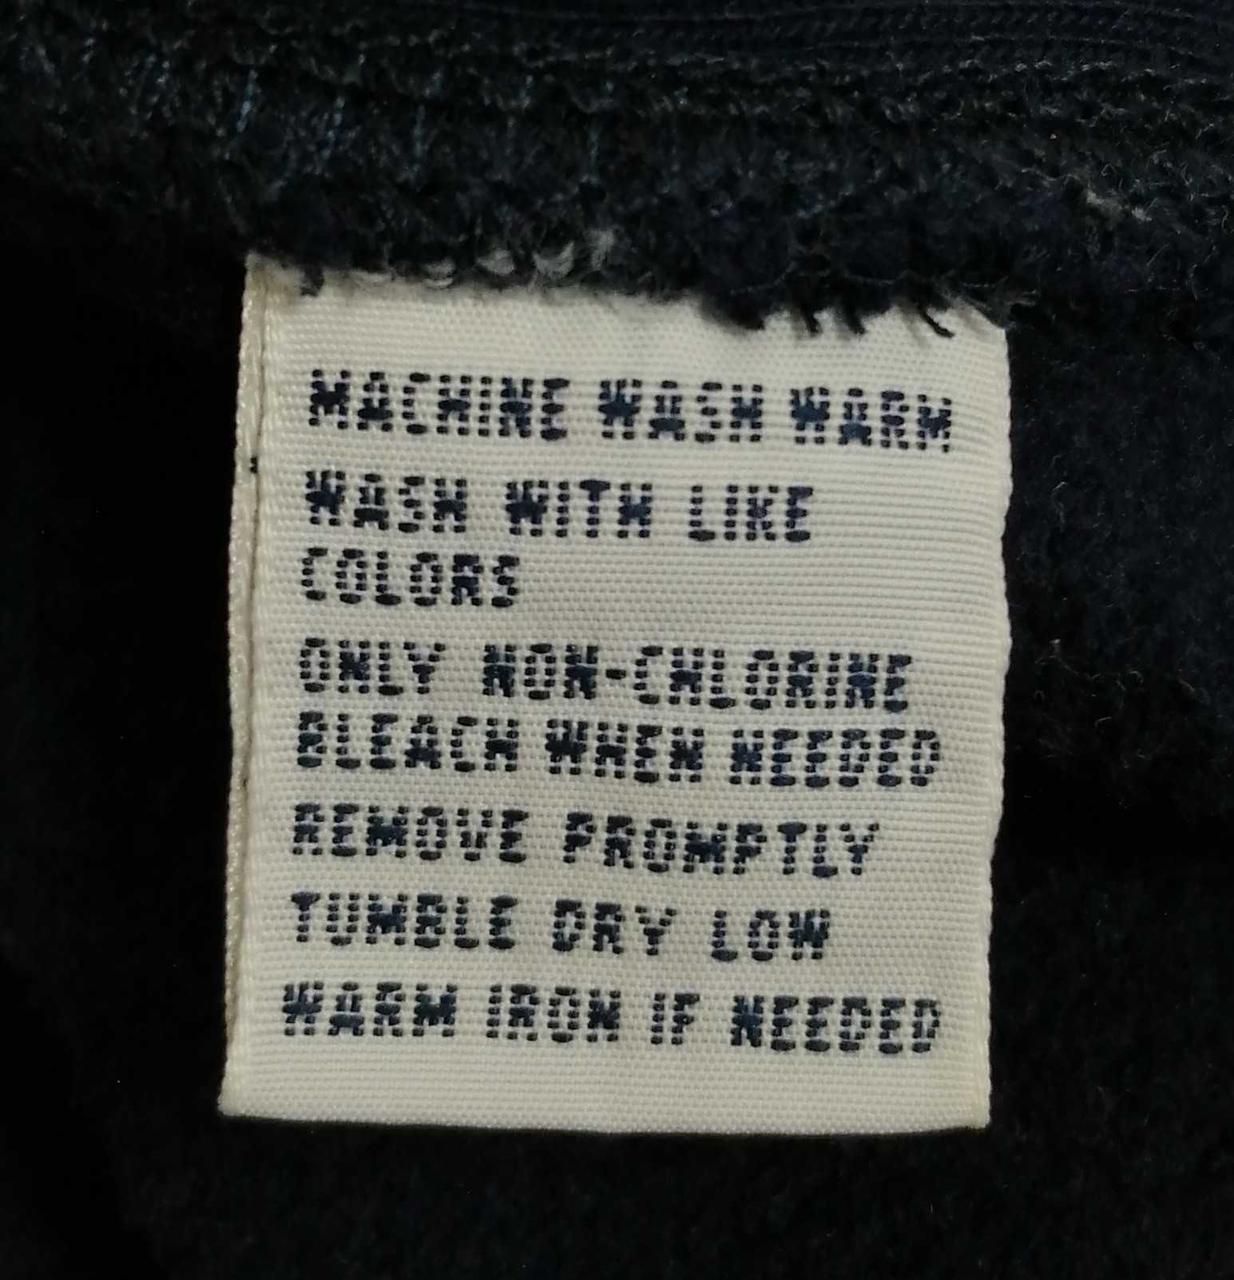 MACHINE WASH WARM
WASH WITH LIKE
COLORS
ONLY NON-CHLORINE
BLEACH WHEN NEEDED
REMOVE PROMPTLY
TUMBLE DRY LOW
WARM IRON IF NEEDED